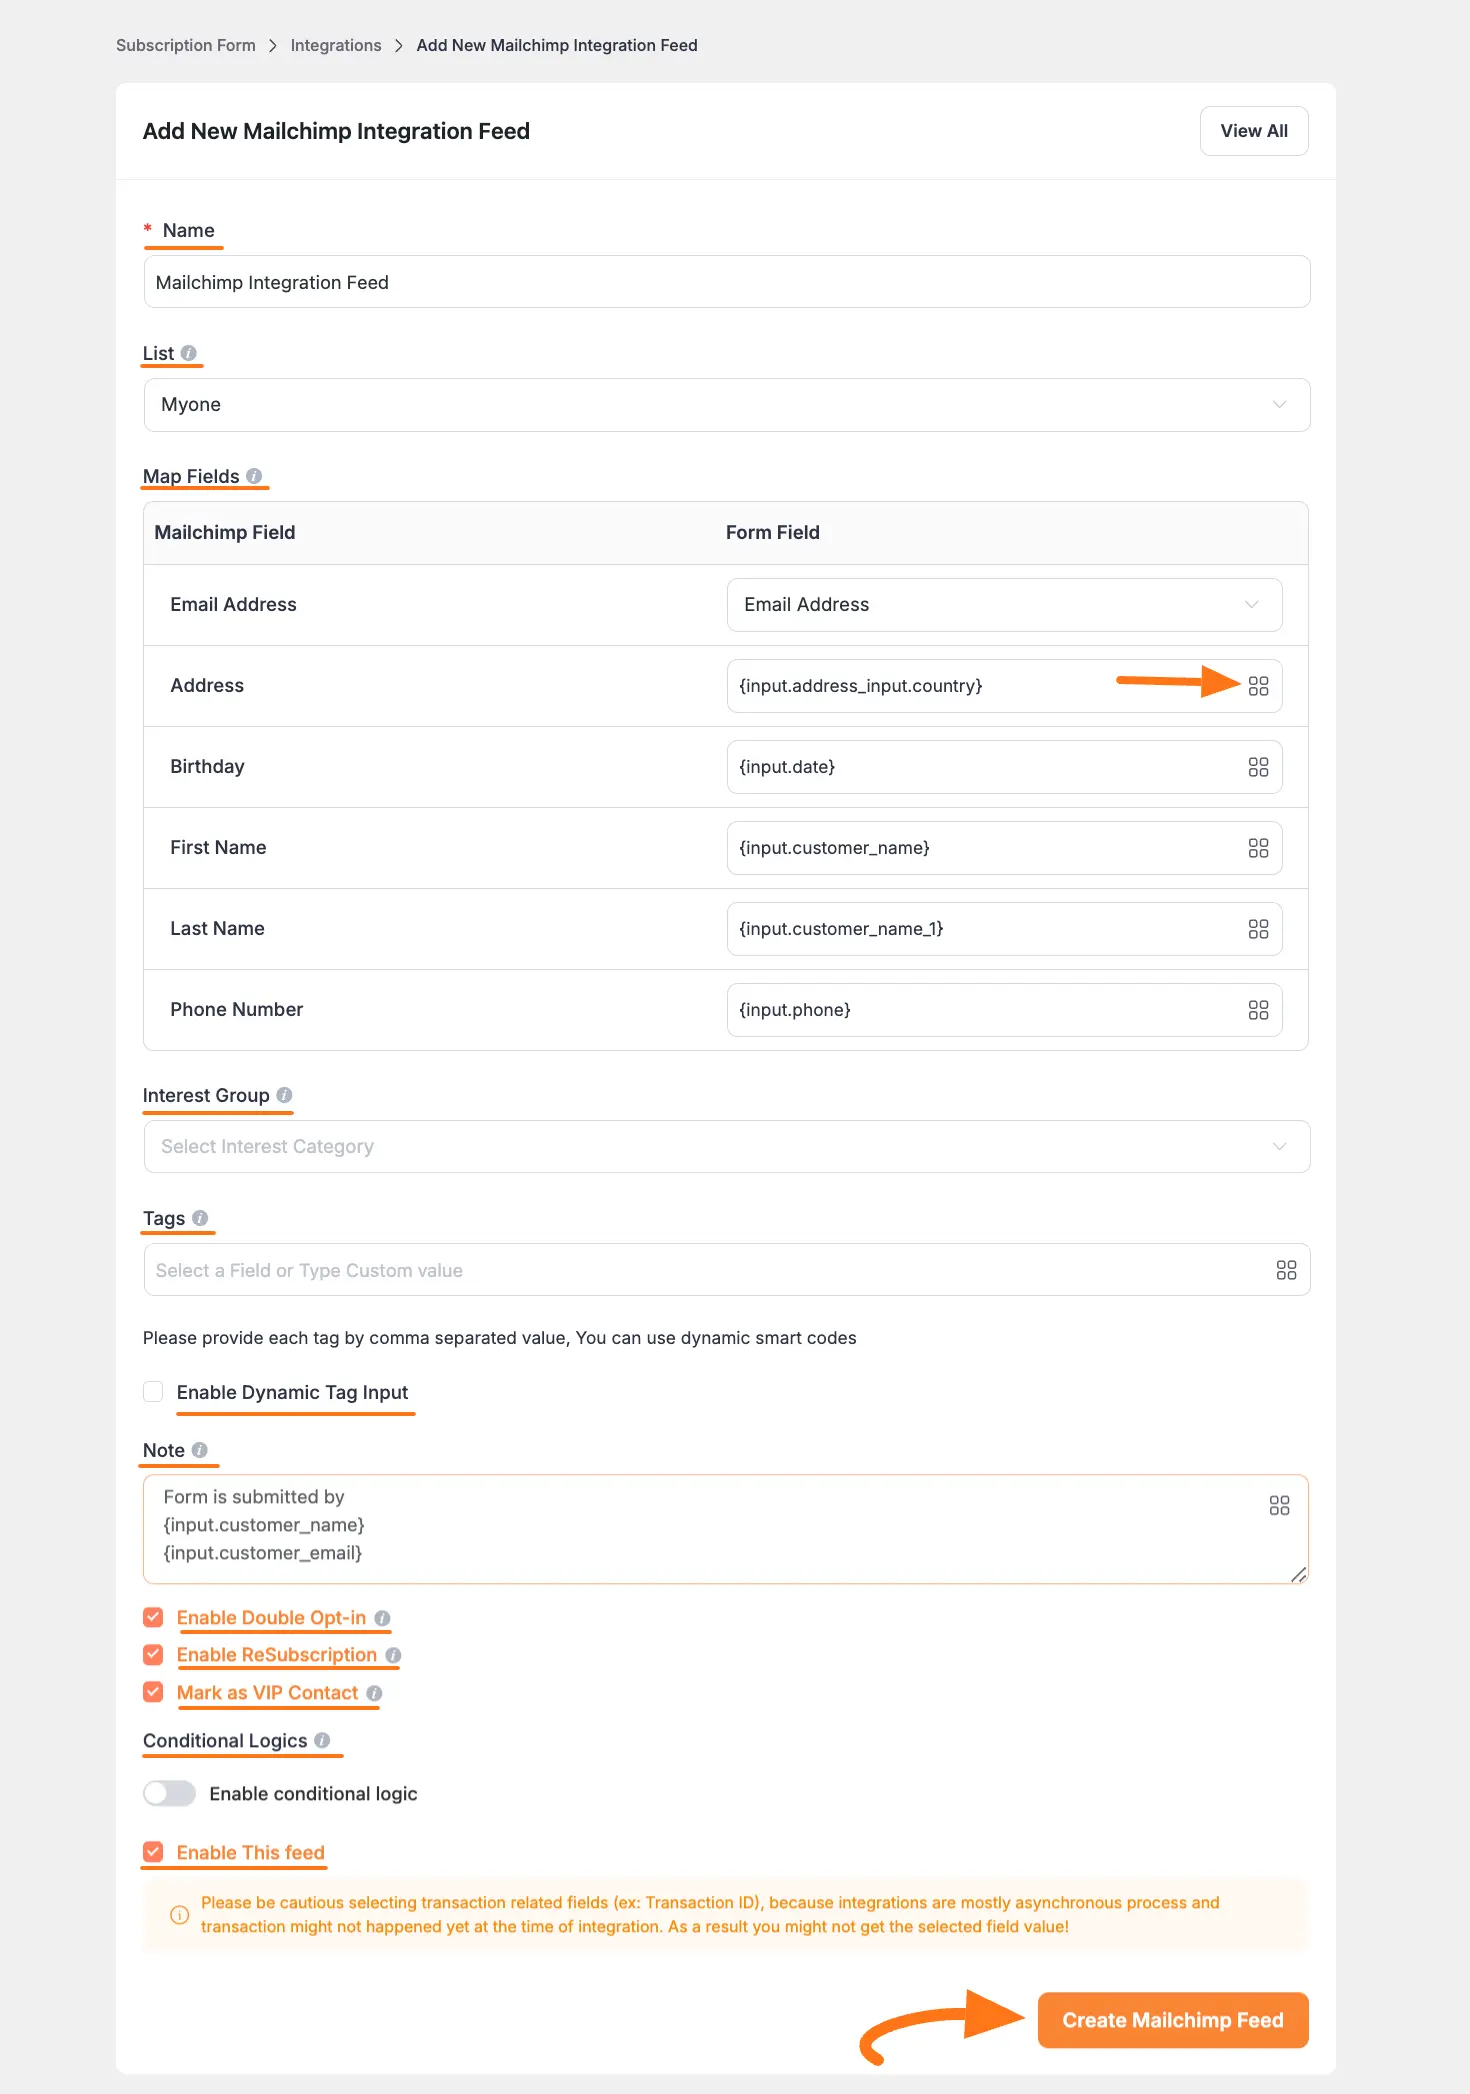 Subscription Form > Integrations > Add New Mailchimp Integration Feed
Add New Mailchimp Integration Feed
View All
* Name
Mailchimp Integration Feed
List
Myone
Map Fields
Mailchimp Field Form Field
Email Address Email Address
Address {input.address_input.country}
Birthday {input.date}
First Name {input.customer_name}
Last Name {input.customer_name_1}
Phone Number {input.phone}
Interest Group
Select Interest Category
Tags
Select a Field or Type Custom value
Please provide each tag by comma separated value, You can use dynamic smart codes
Enable Dynamic Tag Input
Note
Form is submitted by
{input.customer_name}
{input.customer_email}
Enable Double Opt-in
Enable ReSubscription
Mark as VIP Contact
Conditional Logics
Enable conditional logic
Enable This feed
Please be cautious selecting transaction related fields (ex: Transaction ID), because integrations are mostly asynchronous process and
transaction might not happened yet at the time of integration. As a result you might not get the selected field value!
Create Mailchimp Feed